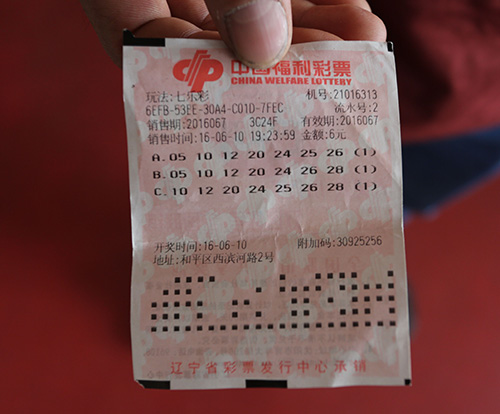 中国福利彩票
CHINA WELFARE LOTTERY
玩法:七乐彩 机号:21016313
6EFB-53EE-30A4-C01D-7FEC 流水号:2
销售期:2016067 3C24F 有效期:2016067
销售时间:16-06-10 19:23:59 金额:6元
A.05 10 12 20 24 25 26 (1)
B.05 10 12 20 24 26 28 (1)
C.10 12 20 24 25 26 28 (1)
开奖时间:16-06-10 附加码:30925256
地址:和平区西滨河路2号
辽宁省彩票发行中心承销